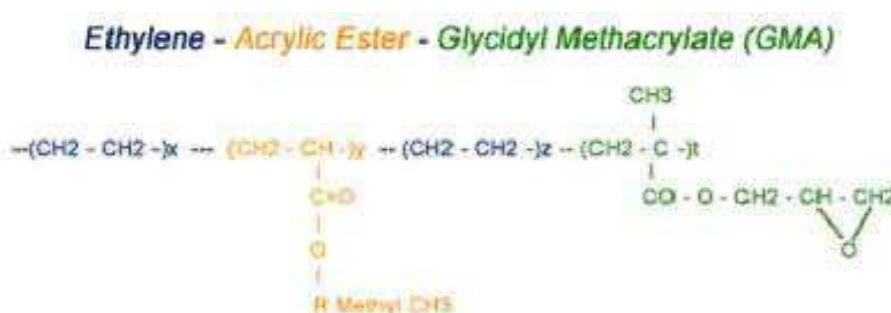 Ethylene - Acrylic Ester - Glycidyl Methacrylate (GMA)
CH3
--(CH2 - CH2 -)x --- (CH2 - CH -)y -- (CH2 - CH2 -)z -- (CH2 - C -)t
C=O
CO - O - CH2 - CH - CH2
O
O
R Methyl CH3